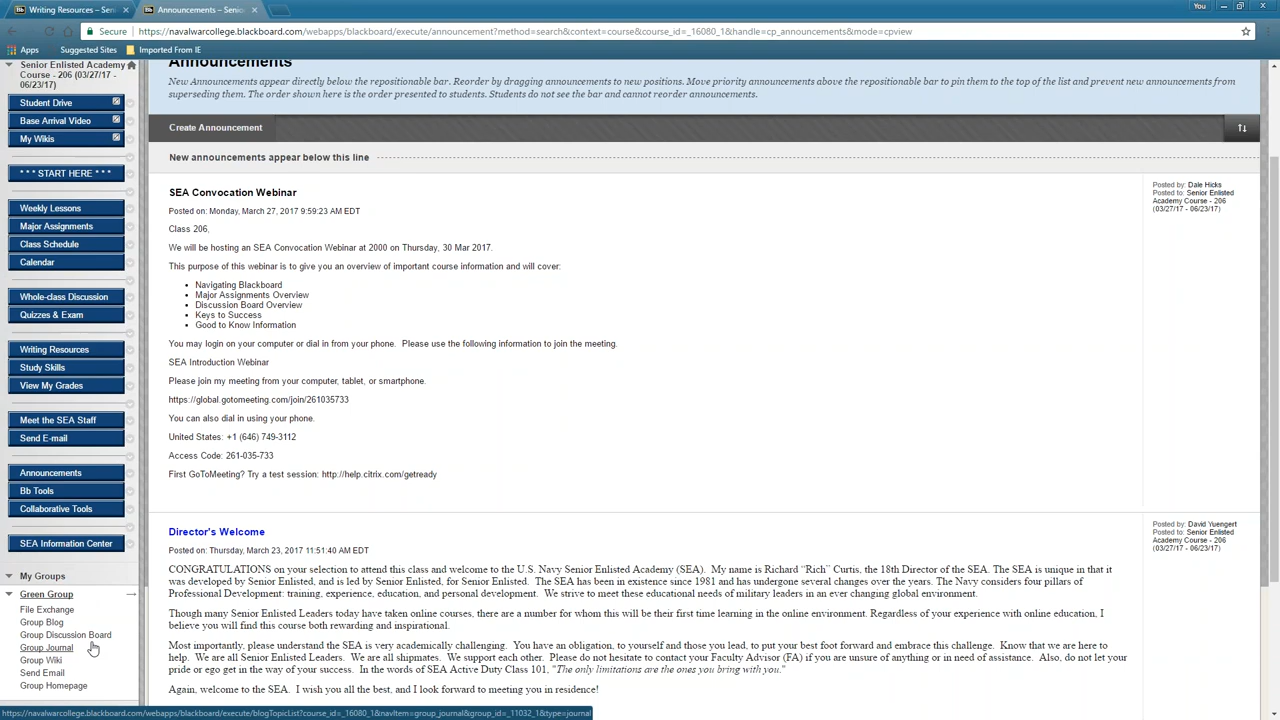 Writing Resources – Sen
Announcements – Senio
You
Secure
https://navalwarcollege.blackboard.com/webapps/blackboard/execute/announcement?method=search&context=course&course_id=_16080_1&handle=cp_announcements&mode=cpview
Apps
Suggested Sites
Imported From IE
Senior Enlisted Academy
Course - 206 (03/27/17 -
06/23/17)
Student Drive
Base Arrival Video
My Wikis
* * * START HERE * * *
Weekly Lessons
Major Assignments
Class Schedule
Calendar
Whole-class Discussion
Quizzes & Exam
Writing Resources
Study Skills
View My Grades
Meet the SEA Staff
Send E-mail
Announcements
Bb Tools
Collaborative Tools
SEA Information Center
My Groups
Green Group
File Exchange
Group Blog
Group Discussion Board
Group Journal
Group Wiki
Send Email
Group Homepage
Announcements
New Announcements appear directly below the repositionable bar. Reorder by dragging announcements to new positions. Move priority announcements above the repositionable bar to pin them to the top of the list and prevent new announcements from
superseding them. The order shown here is the order presented to students. Students do not see the bar and cannot reorder announcements.
Create Announcement
New announcements appear below this line
SEA Convocation Webinar
Posted on: Monday, March 27, 2017 9:59:23 AM EDT
Class 206,
We will be hosting an SEA Convocation Webinar at 2000 on Thursday, 30 Mar 2017.
This purpose of this webinar is to give you an overview of important course information and will cover:
• Navigating Blackboard
• Major Assignments Overview
• Discussion Board Overview
• Keys to Success
• Good to Know Information
You may login on your computer or dial in from your phone. Please use the following information to join the meeting.
SEA Introduction Webinar
Please join my meeting from your computer, tablet, or smartphone.
https://global.gotomeeting.com/join/261035733
You can also dial in using your phone.
United States: +1 (646) 749-3112
Access Code: 261-035-733
First GoToMeeting? Try a test session: http://help.citrix.com/getready
Posted by: Dale Hicks
Posted to: Senior Enlisted
Academy Course - 206
(03/27/17 - 06/23/17)
Director's Welcome
Posted on: Thursday, March 23, 2017 11:51:40 AM EDT
CONGRATULATIONS on your selection to attend this class and welcome to the U.S. Navy Senior Enlisted Academy (SEA). My name is Richard "Rich" Curtis, the 18th Director of the SEA. The SEA is unique in that it
was developed by Senior Enlisted, and is led by Senior Enlisted, for Senior Enlisted. The SEA has been in existence since 1981 and has undergone several changes over the years. The Navy considers four pillars of
Professional Development: training, experience, education, and personal development. We strive to meet these educational needs of military leaders in an ever changing global environment.
Though many Senior Enlisted Leaders today have taken online courses, there are a number for whom this will be their first time learning in the online environment. Regardless of your experience with online education, I
believe you will find this course both rewarding and inspirational.
Most importantly, please understand the SEA is very academically challenging. You have an obligation, to yourself and those you lead, to put your best foot forward and embrace this challenge. Know that we are here to
help. We are all Senior Enlisted Leaders. We are all shipmates. We support each other. Please do not hesitate to contact your Faculty Advisor (FA) if you are unsure of anything or in need of assistance. Also, do not let your
pride or ego get in the way of your success. In the words of SEA Active Duty Class 101, "The only limitations are the ones you bring with you."
Again, welcome to the SEA. I wish you all the best, and I look forward to meeting you in residence!
Posted by: David Yuengert
Posted to: Senior Enlisted
Academy Course - 206
(03/27/17 - 06/23/17)
https://navalwarcollege.blackboard.com/webapps/blackboard/execute/blogTopicList?course_id=_16080_1&navItem=group_journal&group_id=_11032_1&type=journal